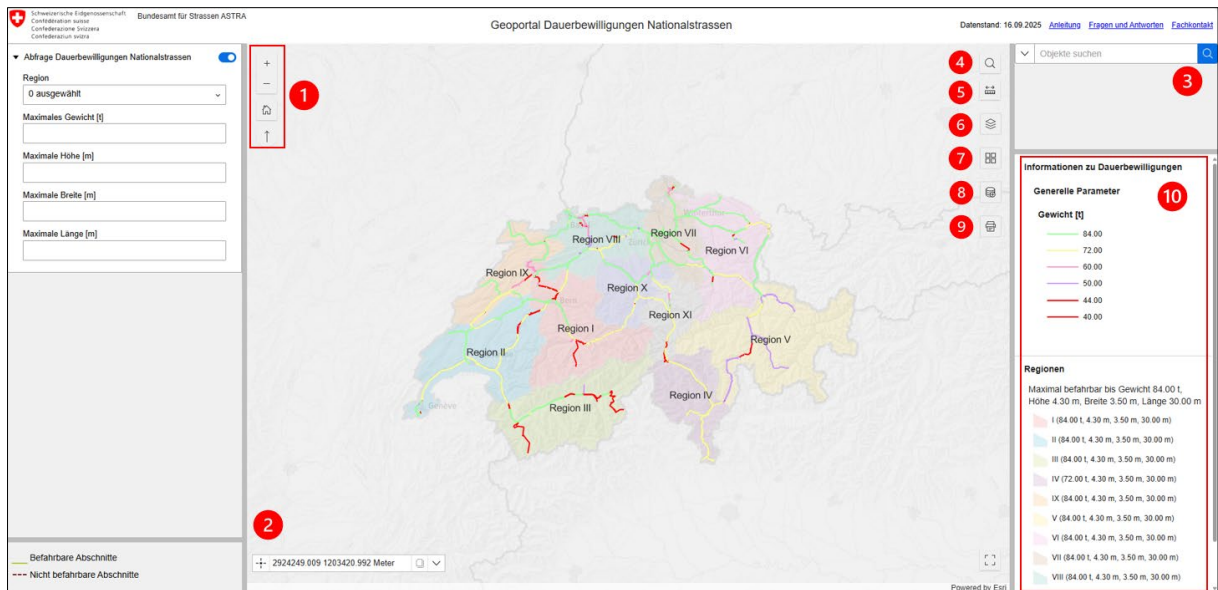 Schweizerische Eidgenossenschaft
Confédération suisse
Confederazione Svizzera
Confederaziun svizra
Bundesamt für Strassen ASTRA
Geoportal Dauerbewilligungen Nationalstrassen
Datenstand: 16.09.2025 Anleitung Fragen und Antworten Fachkontakt
Abfrage Dauerbewilligungen Nationalstrassen
Region
0 ausgewählt
Maximales Gewicht [t]
Maximale Höhe [m]
Maximale Breite [m]
Maximale Länge [m]
Befahrbare Abschnitte
Nicht befahrbare Abschnitte
+
−
1
2
2924249.009 1203420.992 Meter
Region VIII
Region VII
Region VI
Region IX
Region X
Region XI
Region I
Region II
Region V
Region IV
Region III
Bern
Genève
4
5
6
7
8
9
Powered by Esri
Objekte suchen
3
Informationen zu Dauerbewilligungen
10
Generelle Parameter
Gewicht [t]
84.00
72.00
60.00
50.00
44.00
40.00
Regionen
Maximal befahrbar bis Gewicht 84.00 t,
Höhe 4.30 m, Breite 3.50 m, Länge 30.00 m
I (84.00 t, 4.30 m, 3.50 m, 30.00 m)
II (84.00 t, 4.30 m, 3.50 m, 30.00 m)
III (84.00 t, 4.30 m, 3.50 m, 30.00 m)
IV (72.00 t, 4.30 m, 3.50 m, 30.00 m)
IX (84.00 t, 4.30 m, 3.50 m, 30.00 m)
V (84.00 t, 4.30 m, 3.50 m, 30.00 m)
VI (84.00 t, 4.30 m, 3.50 m, 30.00 m)
VII (84.00 t, 4.30 m, 3.50 m, 30.00 m)
VIII (84.00 t, 4.30 m, 3.50 m, 30.00 m)